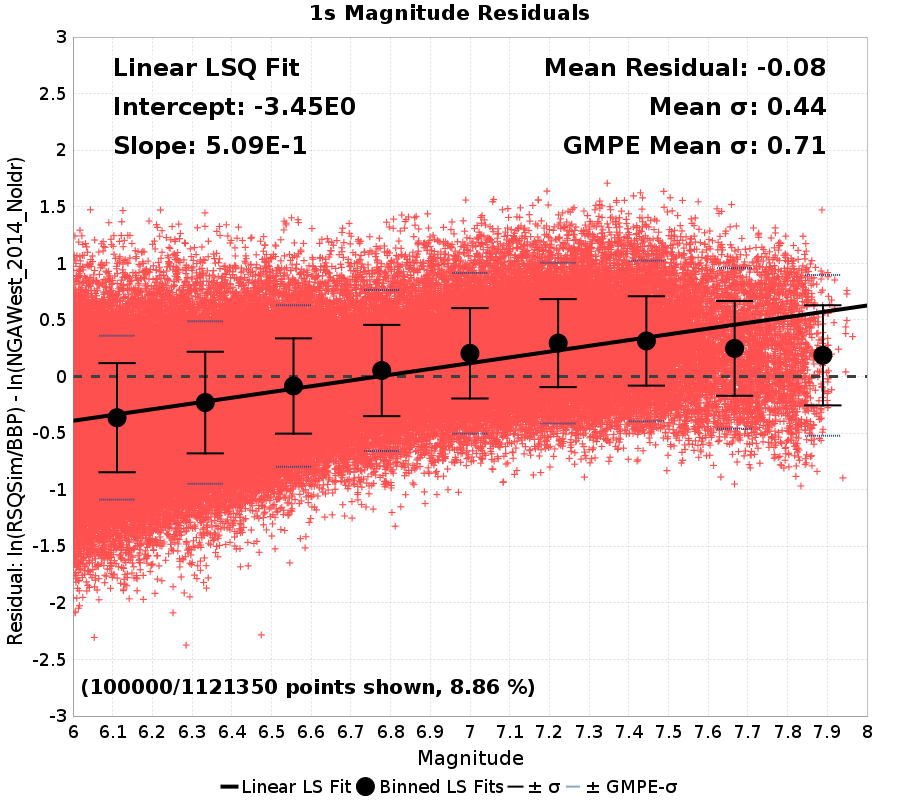 1s Magnitude Residuals
Linear LSQ Fit
Intercept: -3.45E0
Slope: 5.09E-1
Mean Residual: -0.08
Mean σ: 0.44
GMPE Mean σ: 0.71
Residual: ln(RSQSim/BBP) - ln(NGAWest_2014_NoIdr)
3
2.5
2
1.5
1
0.5
0
-0.5
-1
-1.5
-2
-2.5
-3
(100000/1121350 points shown, 8.86 %)
6 6.1 6.2 6.3 6.4 6.5 6.6 6.7 6.8 6.9 7 7.1 7.2 7.3 7.4 7.5 7.6 7.7 7.8 7.9 8
Magnitude
Linear LS Fit Binned LS Fits ± σ ± GMPE-σ